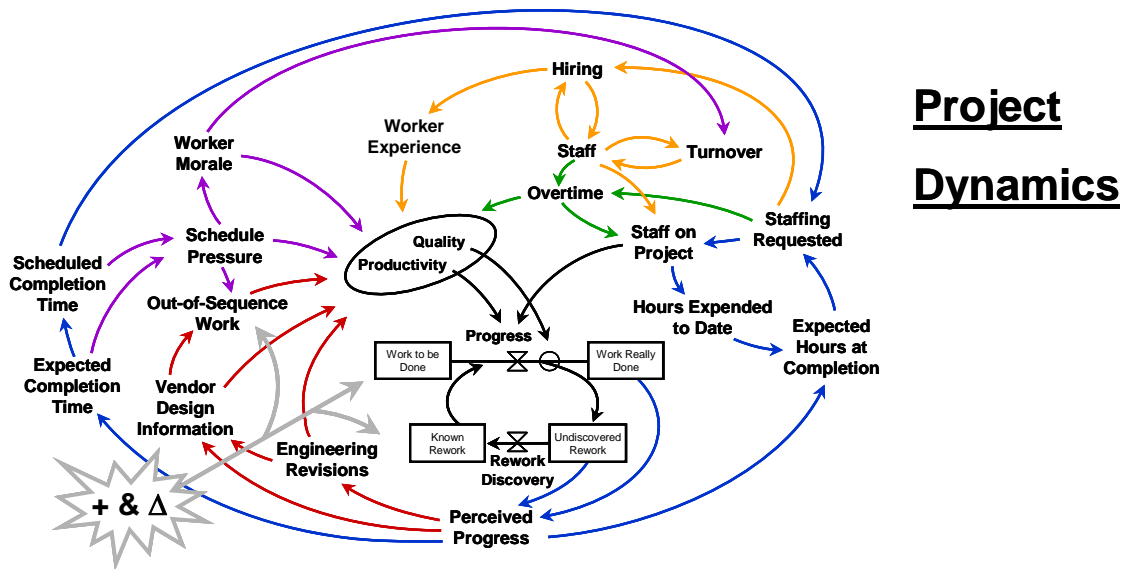 Project
Dynamics
Hiring
Worker
Experience
Worker
Morale
Staff
Turnover
Overtime
Staffing
Requested
Schedule
Pressure
Quality
Productivity
Staff on
Project
Scheduled
Completion
Time
Out-of-Sequence
Work
Hours Expended
to Date
Expected
Hours at
Completion
Progress
Work to be
Done
Work Really
Done
Expected
Completion
Time
Vendor
Design
Information
Engineering
Revisions
Known
Rework
Rework
Discovery
Undiscovered
Rework
+ & Δ
Perceived
Progress